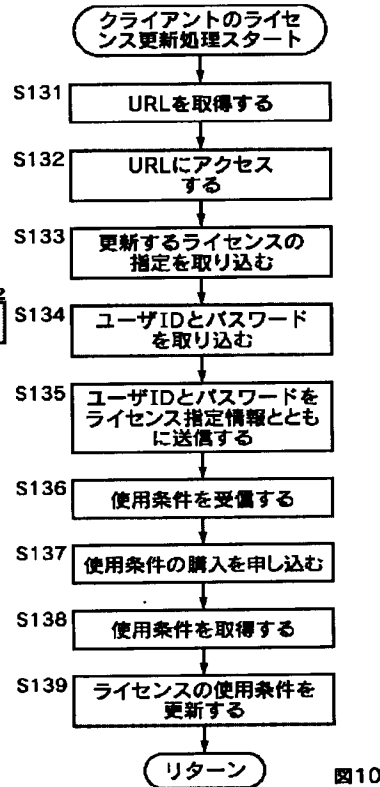 クライアントのライセ
ンス更新処理スタート
S131
URLを取得する
S132
URLにアクセス
する
S133
更新するライセンスの
指定を取り込む
S134
ユーザIDとパスワード
を取り込む
S135
ユーザIDとパスワードを
ライセンス指定情報ととも
に送信する
S136
使用条件を受信する
S137
使用条件の購入を申し込む
S138
使用条件を取得する
S139
ライセンスの使用条件を
更新する
リターン
図10